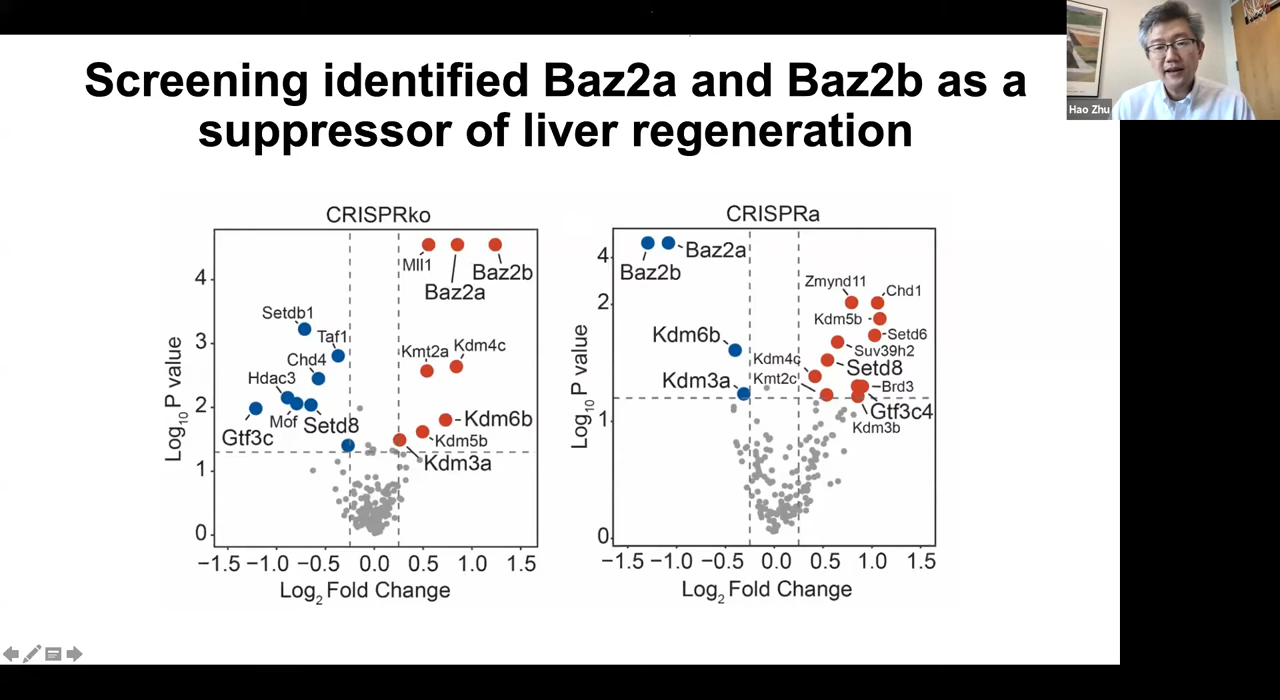 Screening identified Baz2a and Baz2b as a
suppressor of liver regeneration
Hao Zhu
CRISPRko
Log10 P value
4
3
2
1
0
Mll1
Baz2a
Baz2b
Setdb1
Taf1
Chd4
Hdac3
Mof
Setd8
Gtf3c
Kmt2a
Kdm4c
Kdm6b
Kdm5b
Kdm3a
−1.5 −1.0 −0.5 0.0 0.5 1.0 1.5
Log2 Fold Change
CRISPRa
Log10 P value
4
2
1
0
Baz2b
Baz2a
Zmynd11
Chd1
Kdm5b
Setd6
Kdm6b
Suv39h2
Kdm4c
Setd8
Kdm3a
Kmt2c
Brd3
Gtf3c4
Kdm3b
−1.5 −1.0 −0.5 0.0 0.5 1.0 1.5
Log2 Fold Change